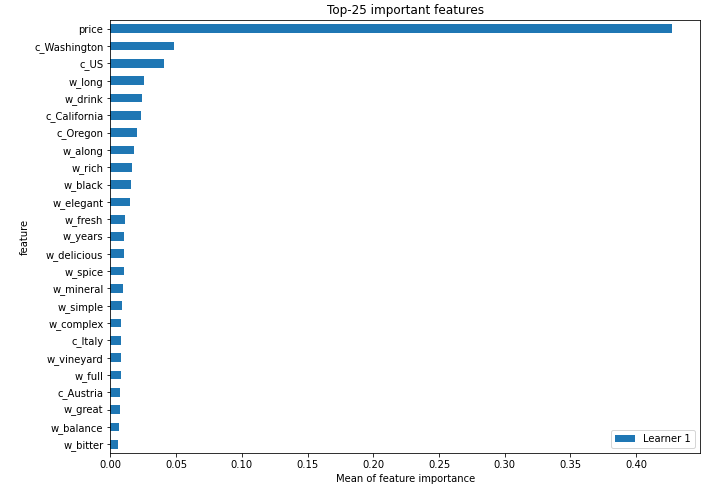 Top-25 important features
price
c_Washington
c_US
w_long
w_drink
c_California
c_Oregon
w_along
w_rich
w_black
w_elegant
w_fresh
w_years
w_delicious
w_spice
w_mineral
w_simple
w_complex
c_Italy
w_vineyard
w_full
c_Austria
w_great
w_balance
w_bitter
feature
Learner 1
0.00 0.05 0.10 0.15 0.20 0.25 0.30 0.35 0.40
Mean of feature importance